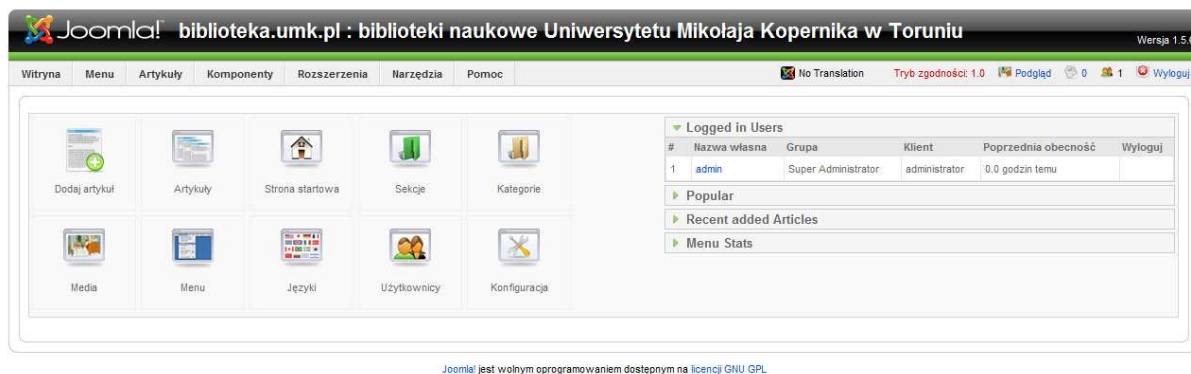 Joomla! biblioteka.umk.pl : biblioteki naukowe Uniwersytetu Mikołaja Kopernika w Toruniu
Wersja 1.5.6
Witryna Menu Artykuły Komponenty Rozszerzenia Narzędzia Pomoc No Translation Tryb zgodności: 1.0 Podgląd 0 1 Wyloguj
Dodaj artykuł Artykuły Strona startowa Sekcje Kategorie
Media Menu Języki Użytkownicy Konfiguracja
Logged in Users
# Nazwa własna Grupa Klient Poprzednia obecność Wyloguj
1 admin Super Administrator administrator 0.0 godzin temu
Popular
Recent added Articles
Menu Stats
Joomla! jest wolnym oprogramowaniem dostępnym na licencji GNU GPL